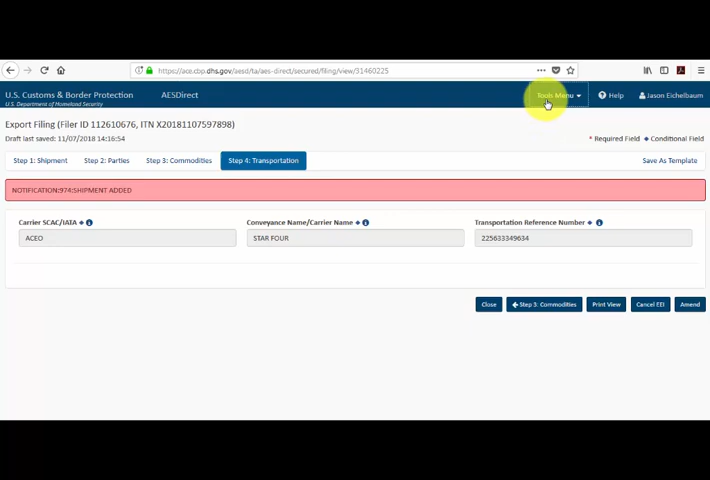 https://ace.cbp.dhs.gov/aesd/ta/aes-direct/secured/filing/view/31460225
U.S. Customs & Border Protection AESDirect Tools Menu Help Jason Eichelbaum
U.S. Department of Homeland Security
Export Filing (Filer ID 112610676, ITN X20181107597898)
Draft last saved: 11/07/2018 14:16:54 * Required Field Conditional Field
Step 1: Shipment Step 2: Parties Step 3: Commodities Step 4: Transportation Save As Template
NOTIFICATION:974:SHIPMENT ADDED
Carrier SCAC/IATA Conveyance Name/Carrier Name Transportation Reference Number
ACEO STAR FOUR 225633349634
Close Step 3: Commodities Print View Cancel EEI Amend